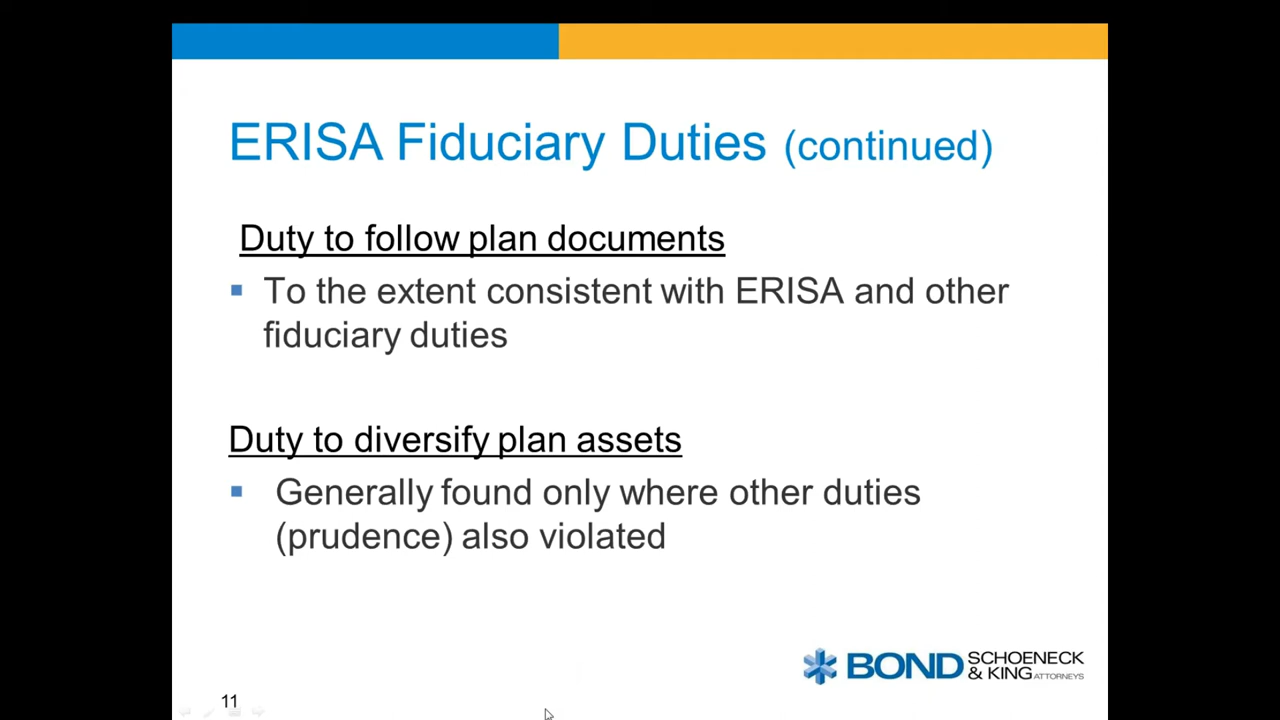 ERISA Fiduciary Duties (continued)
Duty to follow plan documents
▪ To the extent consistent with ERISA and other
fiduciary duties
Duty to diversify plan assets
▪ Generally found only where other duties
(prudence) also violated
BOND SCHOENECK
& KING ATTORNEYS
11